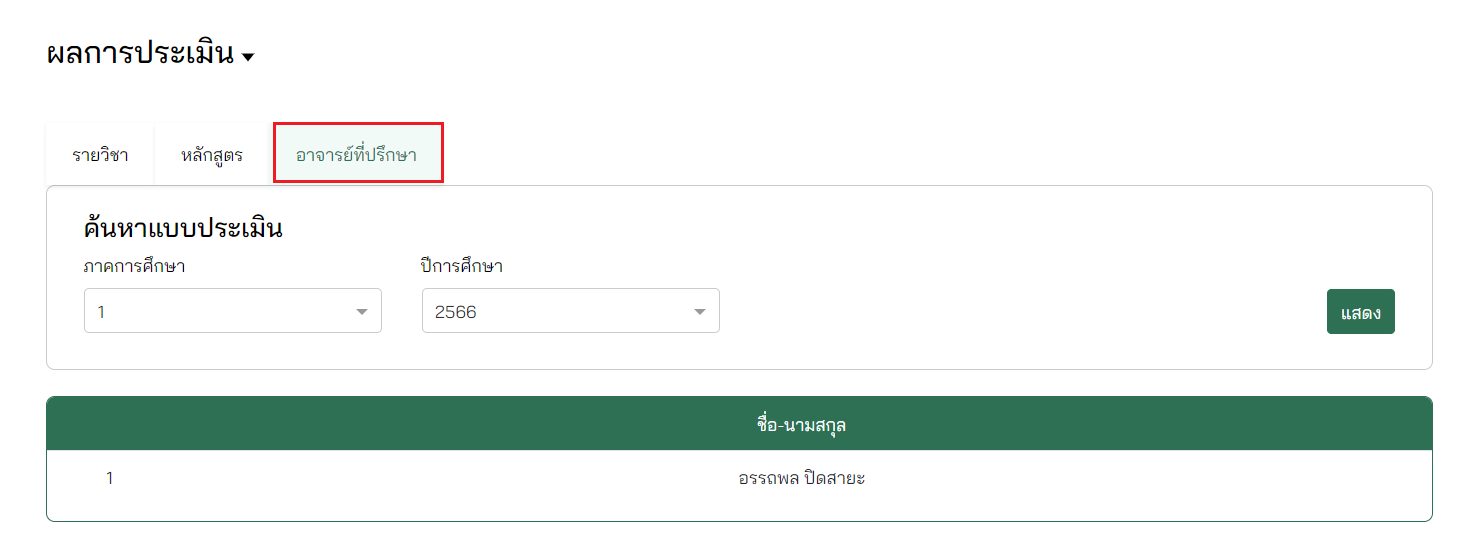 ผลการประเมิน
รายวิชา หลักสูตร อาจารย์ที่ปรึกษา
ค้นหาแบบประเมิน
ภาคการศึกษา ปีการศึกษา
1 2566 แสดง
ชื่อ-นามสกุล
1 อรรถพล ปิดสายะ